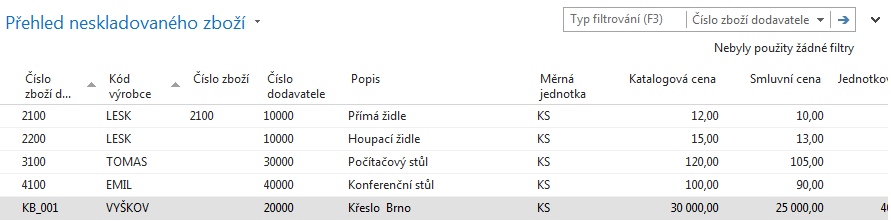 Přehled neskladovaného zboží
Typ filtrování (F3) Číslo zboží dodavatele
Nebyly použity žádné filtry
Číslo zboží d... Kód výrobce Číslo zboží Číslo dodavatele Popis Měrná jednotka Katalogová cena Smluvní cena Jednotkov
2100 LESK 2100 10000 Přímá židle KS 12,00 10,00
2200 LESK 10000 Houpací židle KS 15,00 13,00
3100 TOMAS 30000 Počítačový stůl KS 120,00 105,00
4100 EMIL 40000 Konferenční stůl KS 100,00 90,00
KB_001 VYŠKOV 20000 Křeslo Brno KS 30 000,00 25 000,00